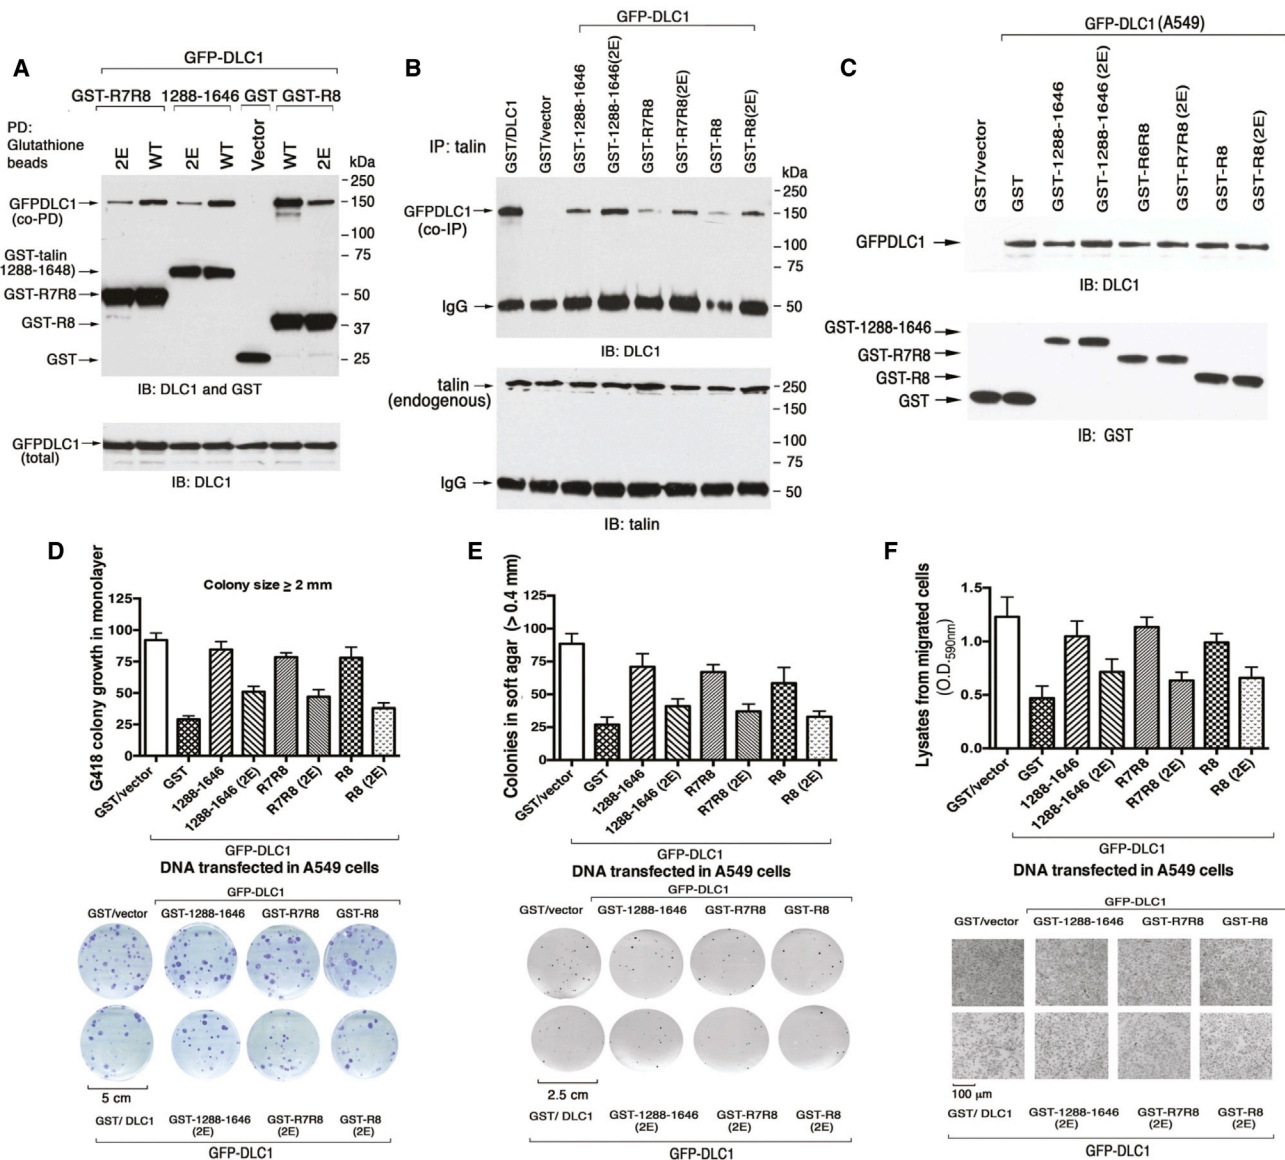 A
GFP-DLC1
GST-R7R8 1288-1646 GST GST-R8
PD:
Glutathione
beads
2E WT 2E WT Vector WT 2E
kDa
GFPDLC1
(co-PD)
GST-talin
1288-1648)
GST-R7R8
GST-R8
GST
250
150
100
75
50
37
25
IB: DLC1 and GST
GFPDLC1
(total)
IB: DLC1
B
GFP-DLC1
IP: talin
GST/DLC1
GST/vector
GST-1288-1646
GST-1288-1646(2E)
GST-R7R8
GST-R7R8(2E)
GST-R8
GST-R8(2E)
kDa
GFPDLC1
(co-IP)
IgG
250
150
100
75
50
IB: DLC1
talin
(endogenous)
IgG
250
150
100
75
50
IB: talin
C
GFP-DLC1 (A549)
GST/vector
GST
GST-1288-1646
GST-1288-1646 (2E)
GST-R6R8
GST-R7R8 (2E)
GST-R8
GST-R8 (2E)
GFPDLC1
IB: DLC1
GST-1288-1646
GST-R7R8
GST-R8
GST
IB: GST
D
G418 colony growth in monolayer
Colony size ≥ 2 mm
125
100
75
50
25
0
GST/vector
GST
1288-1646
1288-1646 (2E)
R7R8
R7R8 (2E)
R8
R8 (2E)
GFP-DLC1
DNA transfected in A549 cells
GFP-DLC1
GST/vector GST-1288-1646 GST-R7R8 GST-R8
5 cm
GST/ DLC1 GST-1288-1646 GST-R7R8 GST-R8
(2E) (2E) (2E)
GFP-DLC1
E
Colonies in soft agar (> 0.4 mm)
125
100
75
50
25
0
GST/vector
GST
1288-1646
1288-1646 (2E)
R7R8
R7R8 (2E)
R8
R8 (2E)
GFP-DLC1
DNA transfected in A549 cells
GFP-DLC1
GST/vector GST-1288-1646 GST-R7R8 GST-R8
2.5 cm
GST/ DLC1 GST-1288-1646 GST-R7R8 GST-R8
(2E) (2E) (2E)
GFP-DLC1
F
Lysates from migrated cells
(O.D.590nm)
1.5
1.0
0.5
0.0
GST/vector
GST
1288-1646
1288-1646 (2E)
R7R8
R7R8 (2E)
R8
R8 (2E)
GFP-DLC1
DNA transfected in A549 cells
GFP-DLC1
GST/vector GST-1288-1646 GST-R7R8 GST-R8
100 µm
GST/ DLC1 GST-1288-1646 GST-R7R8 GST-R8
(2E) (2E) (2E)
GFP-DLC1